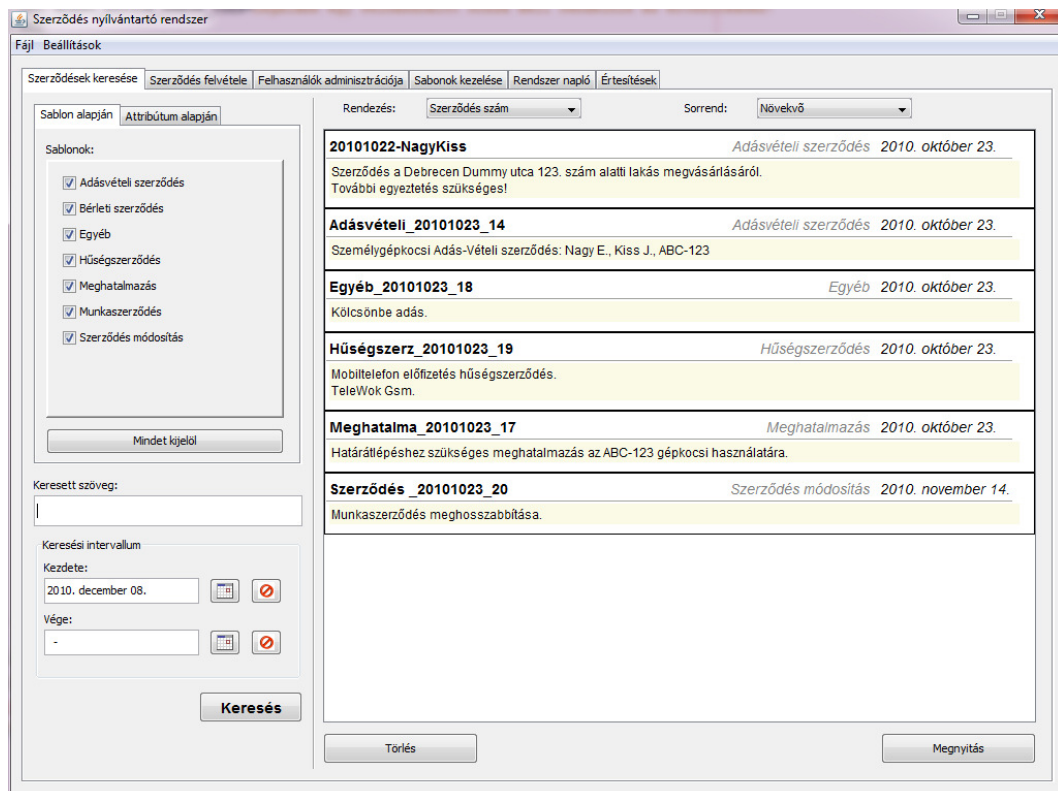 Szerződés nyílvántartó rendszer
Fájl Beállítások
Szerződések keresése Szerződés felvétele Felhasználók adminisztrációja Sabonok kezelése Rendszer napló Értesítések
Sablon alapján Attribútum alapján
Sablonok:
Adásvételi szerződés
Bérleti szerződés
Egyéb
Hűségszerződés
Meghatalmazás
Munkaszerződés
Szerződés módosítás
Mindet kijelöl
Keresett szöveg:
Keresési intervallum
Kezdete:
2010. december 08.
Vége:
-
Keresés
Rendezés: Szerződés szám Sorrend: Növekvõ
20101022-NagyKiss Adásvételi szerződés 2010. október 23.
Szerződés a Debrecen Dummy utca 123. szám alatti lakás megvásárlásáról.
További egyeztetés szükséges!
Adásvételi_20101023_14 Adásvételi szerződés 2010. október 23.
Személygépkocsi Adás-Vételi szerződés: Nagy E., Kiss J., ABC-123
Egyéb_20101023_18 Egyéb 2010. október 23.
Kölcsönbe adás.
Hűségszerz_20101023_19 Hűségszerződés 2010. október 23.
Mobiltelefon előfizetés hűségszerződés.
TeleWok Gsm.
Meghatalma_20101023_17 Meghatalmazás 2010. október 23.
Határátlépéshez szükséges meghatalmazás az ABC-123 gépkocsi használatára.
Szerződés _20101023_20 Szerződés módosítás 2010. november 14.
Munkaszerződés meghosszabbítása.
Törlés Megnyitás